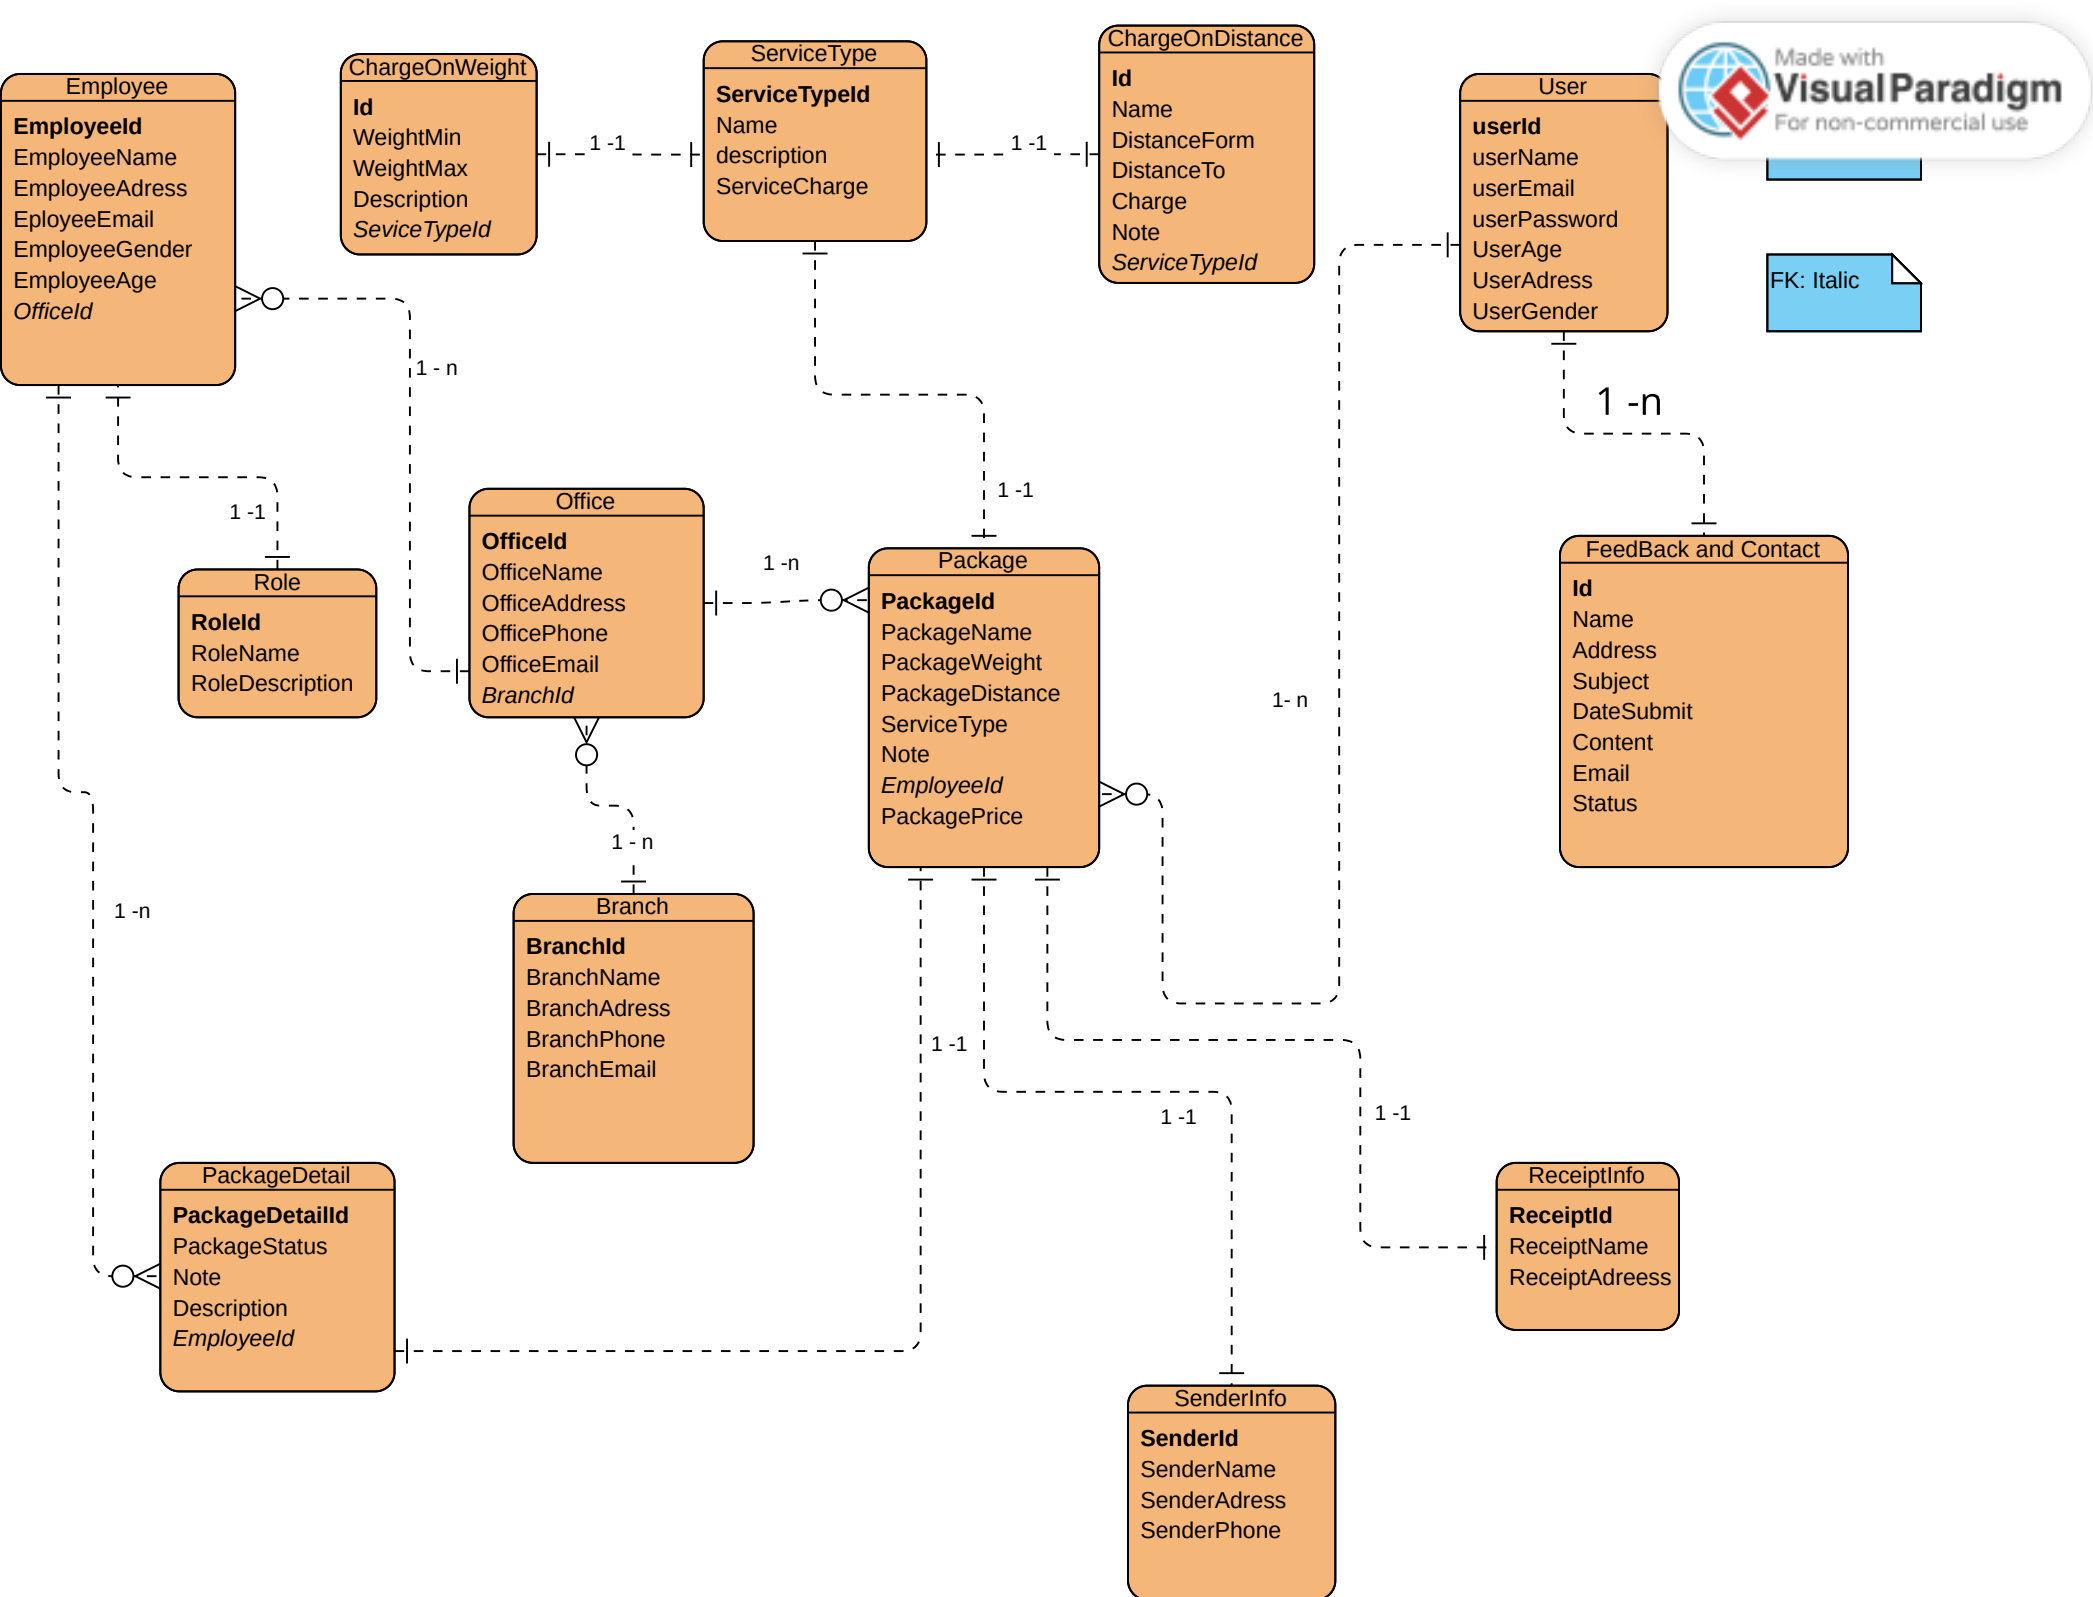 Employee
EmployeeId
EmployeeName
EmployeeAdress
EployeeEmail
EmployeeGender
EmployeeAge
OfficeId
ChargeOnWeight
Id
WeightMin
WeightMax
Description
SeviceTypeId
1 -1
ServiceType
ServiceTypeId
Name
description
ServiceCharge
1 -1
ChargeOnDistance
Id
Name
DistanceForm
DistanceTo
Charge
Note
ServiceTypeId
User
userId
userName
userEmail
userPassword
UserAge
UserAdress
UserGender
Made with
VisualParadigm
For non-commercial use
FK: Italic
1 - n
1 -n
1 -1
1 -1
Role
RoleId
RoleName
RoleDescription
Office
OfficeId
OfficeName
OfficeAddress
OfficePhone
OfficeEmail
BranchId
1 -n
Package
PackageId
PackageName
PackageWeight
PackageDistance
ServiceType
Note
EmployeeId
PackagePrice
1- n
FeedBack and Contact
Id
Name
Address
Subject
DateSubmit
Content
Email
Status
1 - n
1 -n
Branch
BranchId
BranchName
BranchAdress
BranchPhone
BranchEmail
1 -1
1 -1
1 -1
PackageDetail
PackageDetailId
PackageStatus
Note
Description
EmployeeId
ReceiptInfo
ReceiptId
ReceiptName
ReceiptAdreess
SenderInfo
SenderId
SenderName
SenderAdress
SenderPhone